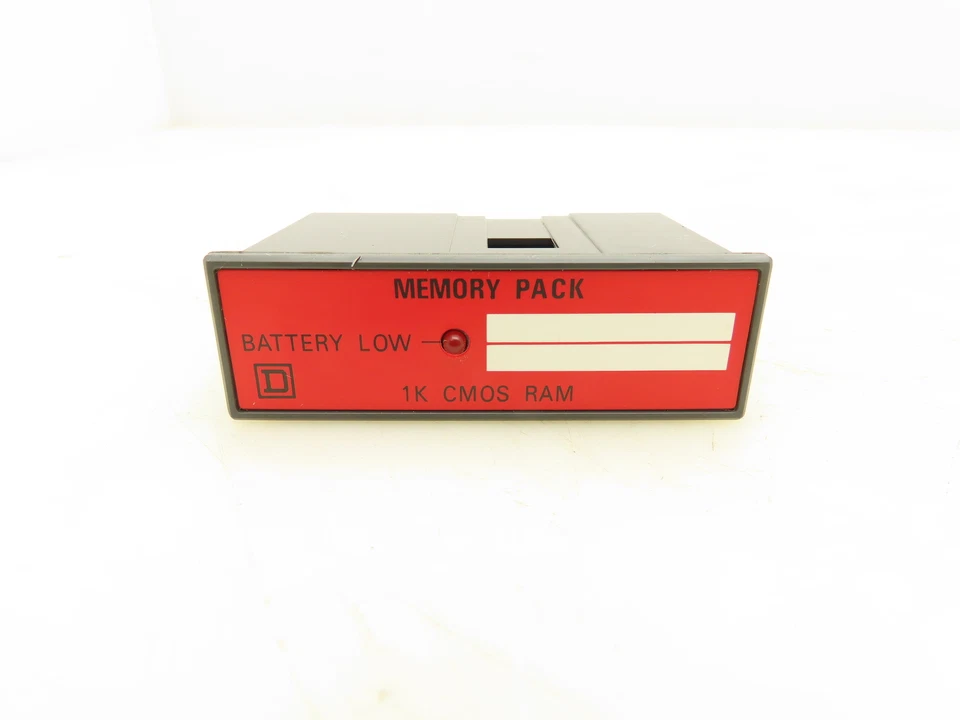 MEMORY PACK
BATTERY LOW
D
1K CMOS RAM